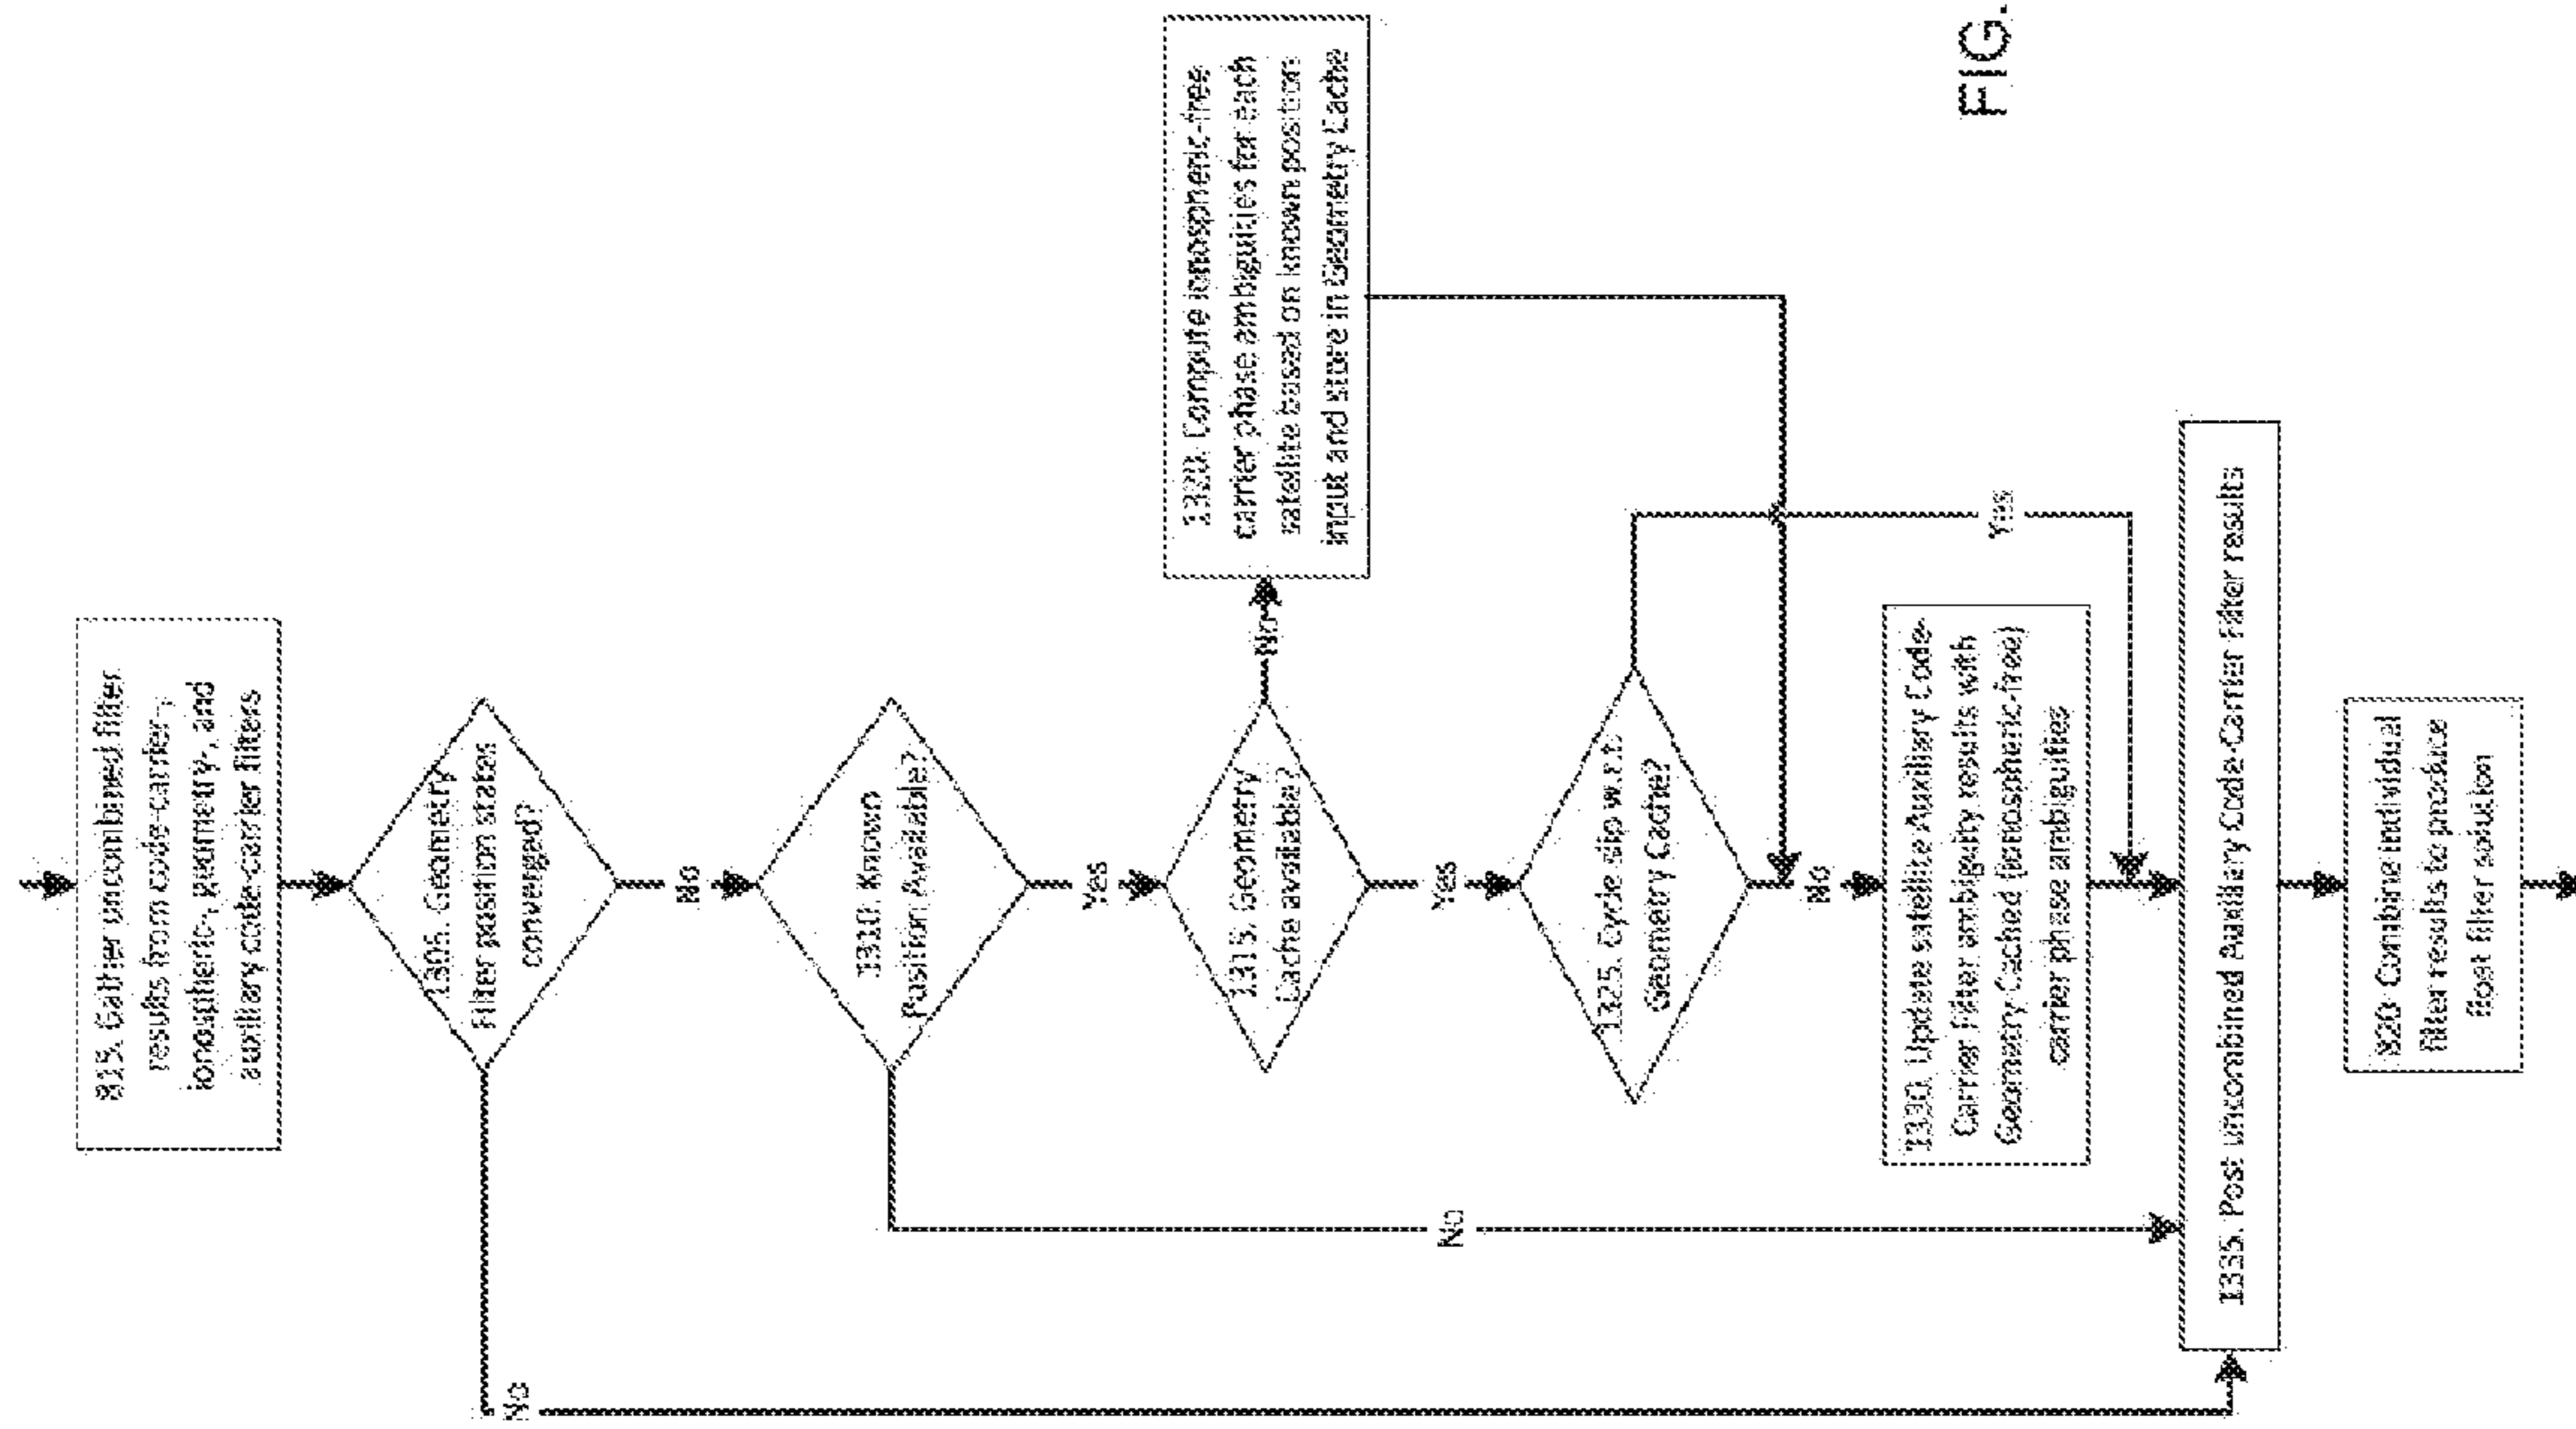 815. Gather uncombined filter
results from code-carrier-,
ionospheric-, geometry-, and
auxiliary code-carrier filters
1305. Geometry
Filter position states
converged?
No
No
1310. Known
Position Available?
Yes
No
1315. Geometry
Cache available?
No
1320. Compute ionospheric-free
carrier phase ambiguities for each
satellite based on known position
input and store in Geometry Cache
Yes
1325. Cycle slip w.r.t.
Geometry Cache?
Yes
No
1330. Update satellite Auxiliary Code-
Carrier Filter ambiguity results with
Geometry Cached (ionospheric-free)
carrier phase ambiguities
1335. Post uncombined Auxiliary Code-Carrier Filter results
820. Combine individual
filter results to produce
float filter solution
FIG.